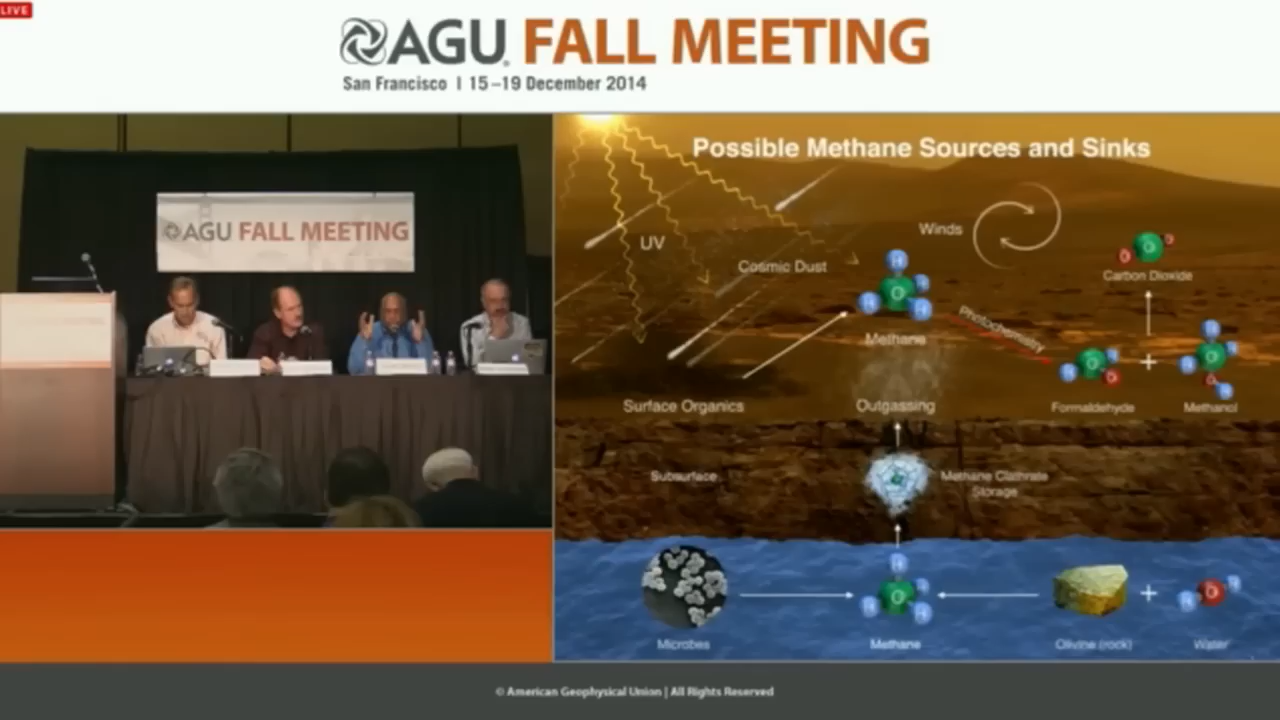 LIVE
AGU FALL MEETING
San Francisco | 15–19 December 2014
AGU FALL MEETING
Possible Methane Sources and Sinks
UV
Cosmic Dust
Winds
Carbon Dioxide
Methane
Photochemistry
Surface Organics
Outgassing
Formaldehyde
+
Methanol
Subsurface
Methane Clathrate
Storage
Microbes
Methane
Olivine (rock)
+
Water
© American Geophysical Union | All Rights Reserved